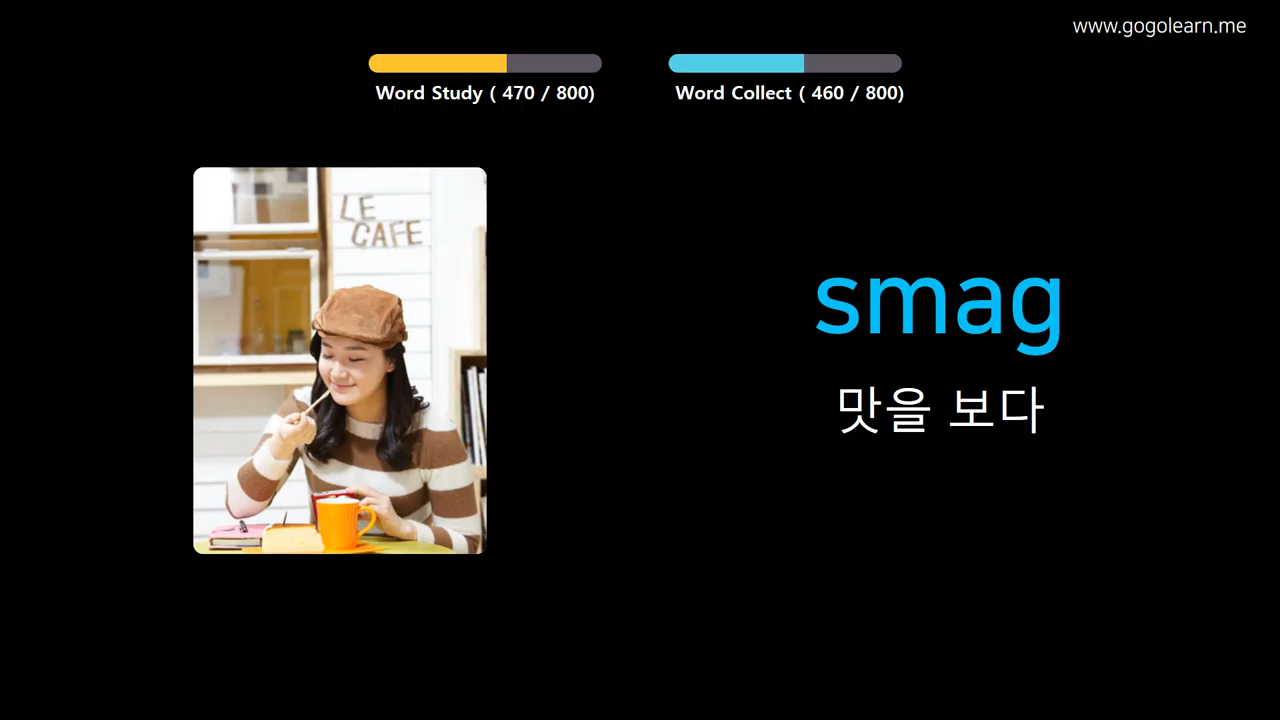 www.gogolearn.me
Word Study ( 470 / 800)
Word Collect ( 460 / 800)
LE
CAFE
smag
맛을 보다